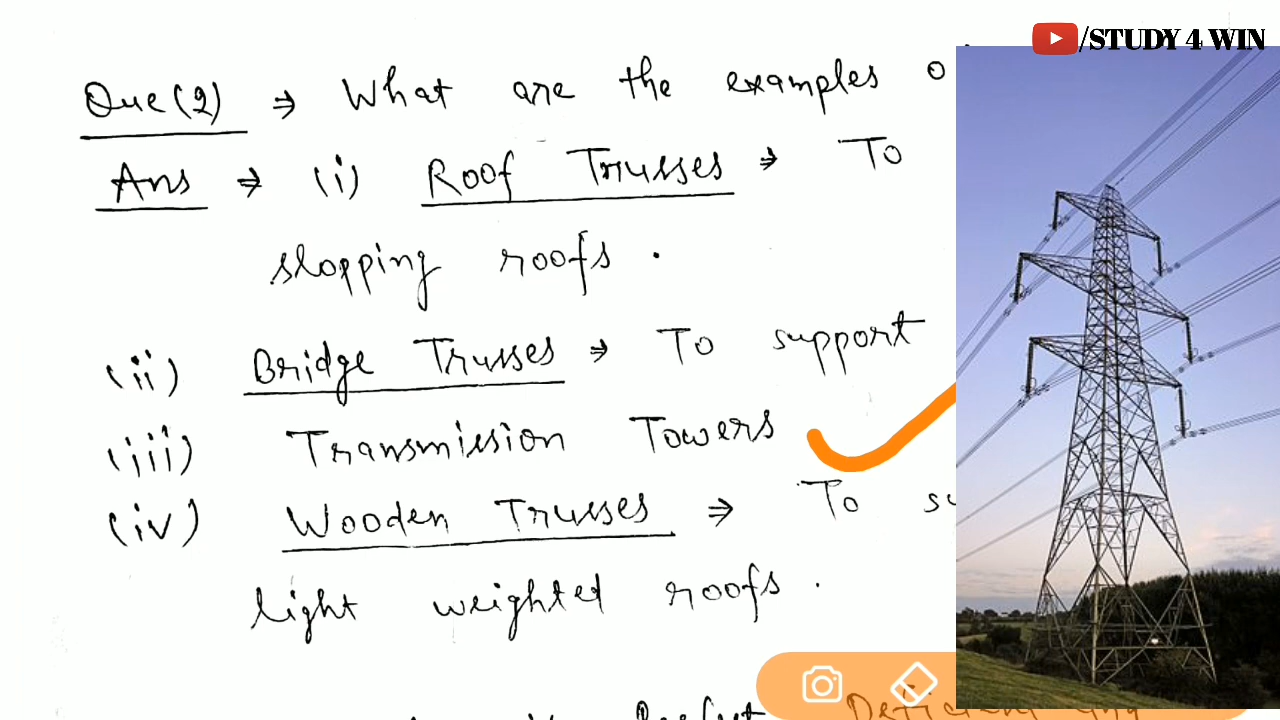 /STUDY 4 WIN
Que(2) ⇒ What are the examples o
Ans ⇒ (i) Roof Trusses ⇒ To
slopping roofs.
(ii) Bridge Trusses ⇒ To support
(iii) Transmission Towers
(iv) Wooden Trusses ⇒ To su
light weighted roofs.